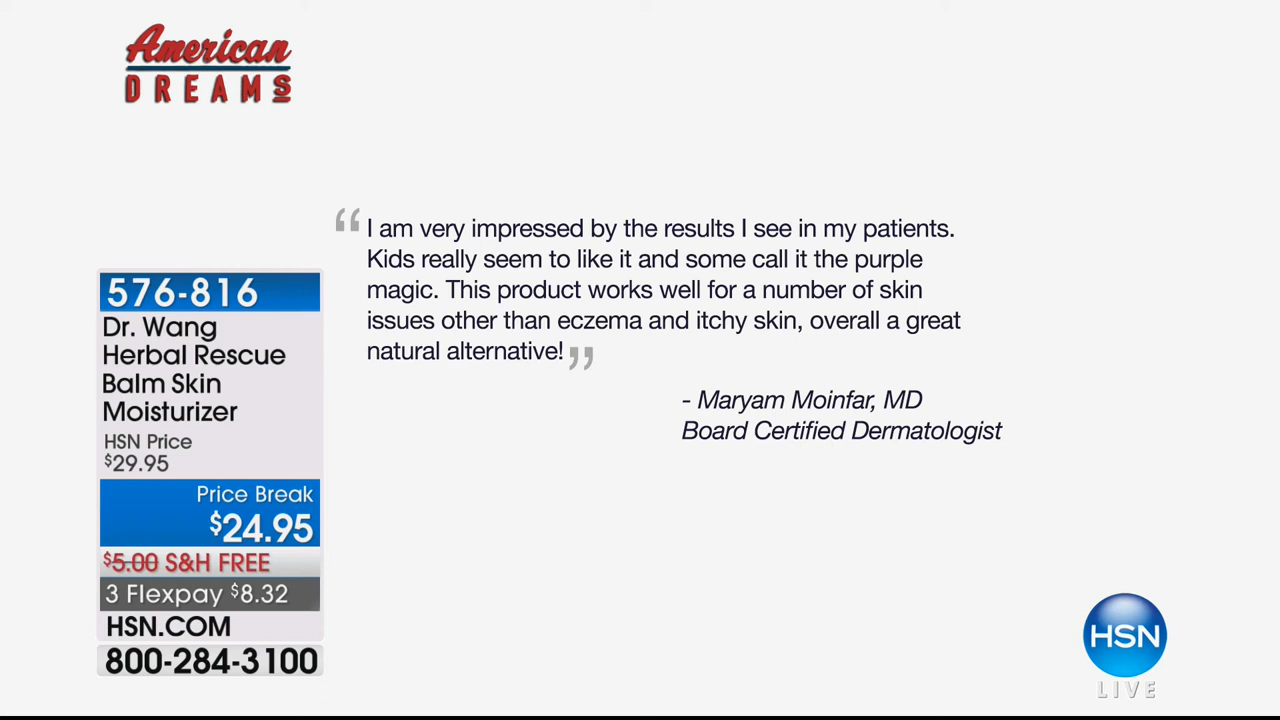 American
DREAMS
“ I am very impressed by the results I see in my patients.
Kids really seem to like it and some call it the purple
magic. This product works well for a number of skin
issues other than eczema and itchy skin, overall a great
natural alternative! ”
- Maryam Moinfar, MD
Board Certified Dermatologist
576-816
Dr. Wang
Herbal Rescue
Balm Skin
Moisturizer
HSN Price
$29.95
Price Break
$24.95
$5.00 S&H FREE
3 Flexpay $8.32
HSN.COM
800-284-3100
HSN
LIVE